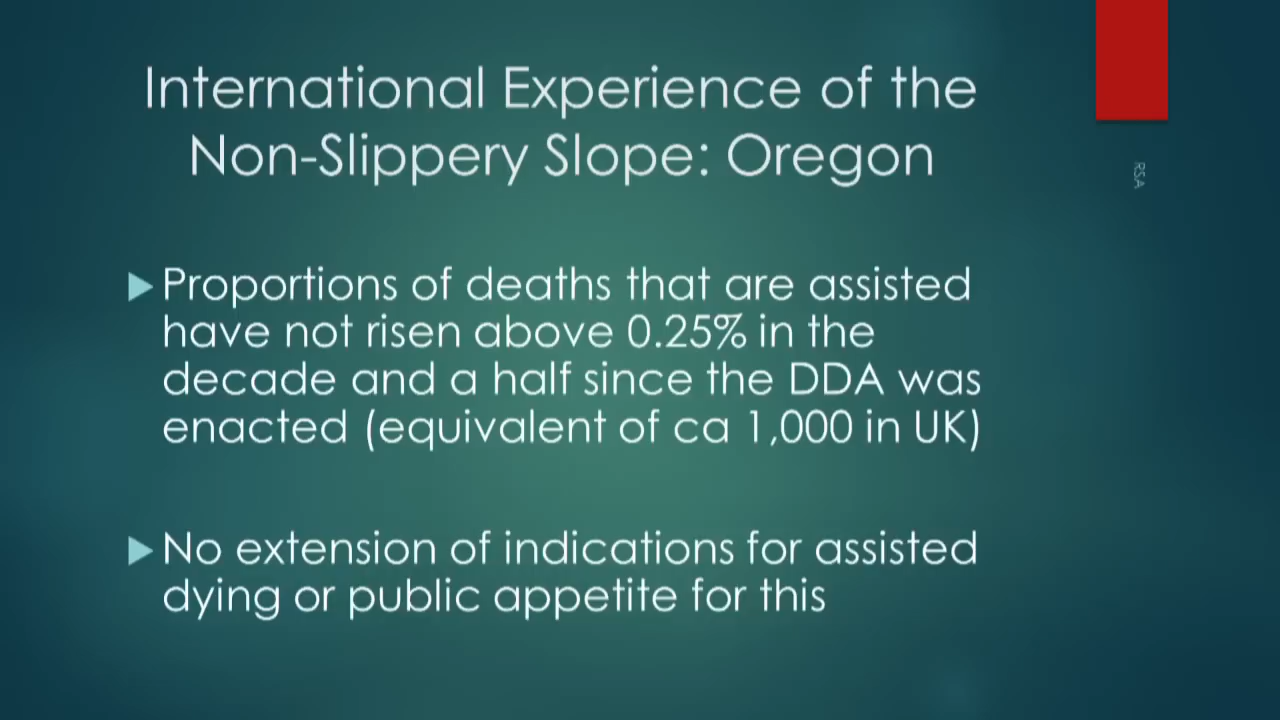 International Experience of the
Non-Slippery Slope: Oregon
RSA
Proportions of deaths that are assisted
have not risen above 0.25% in the
decade and a half since the DDA was
enacted (equivalent of ca 1,000 in UK)
No extension of indications for assisted
dying or public appetite for this